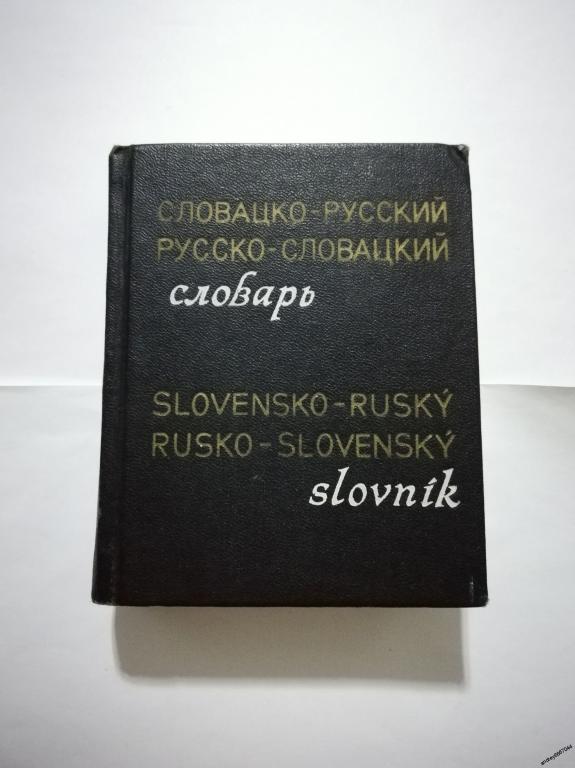 СЛОВАЦКО-РУССКИЙ
РУССКО-СЛОВАЦКИЙ
словарь
SLOVENSKO-RUSKÝ
RUSKO-SLOVENSKÝ
slovník